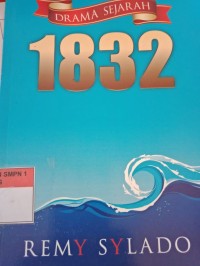 DRAMA SEJARAH
1832
SMPN 1
REMY SYLADO